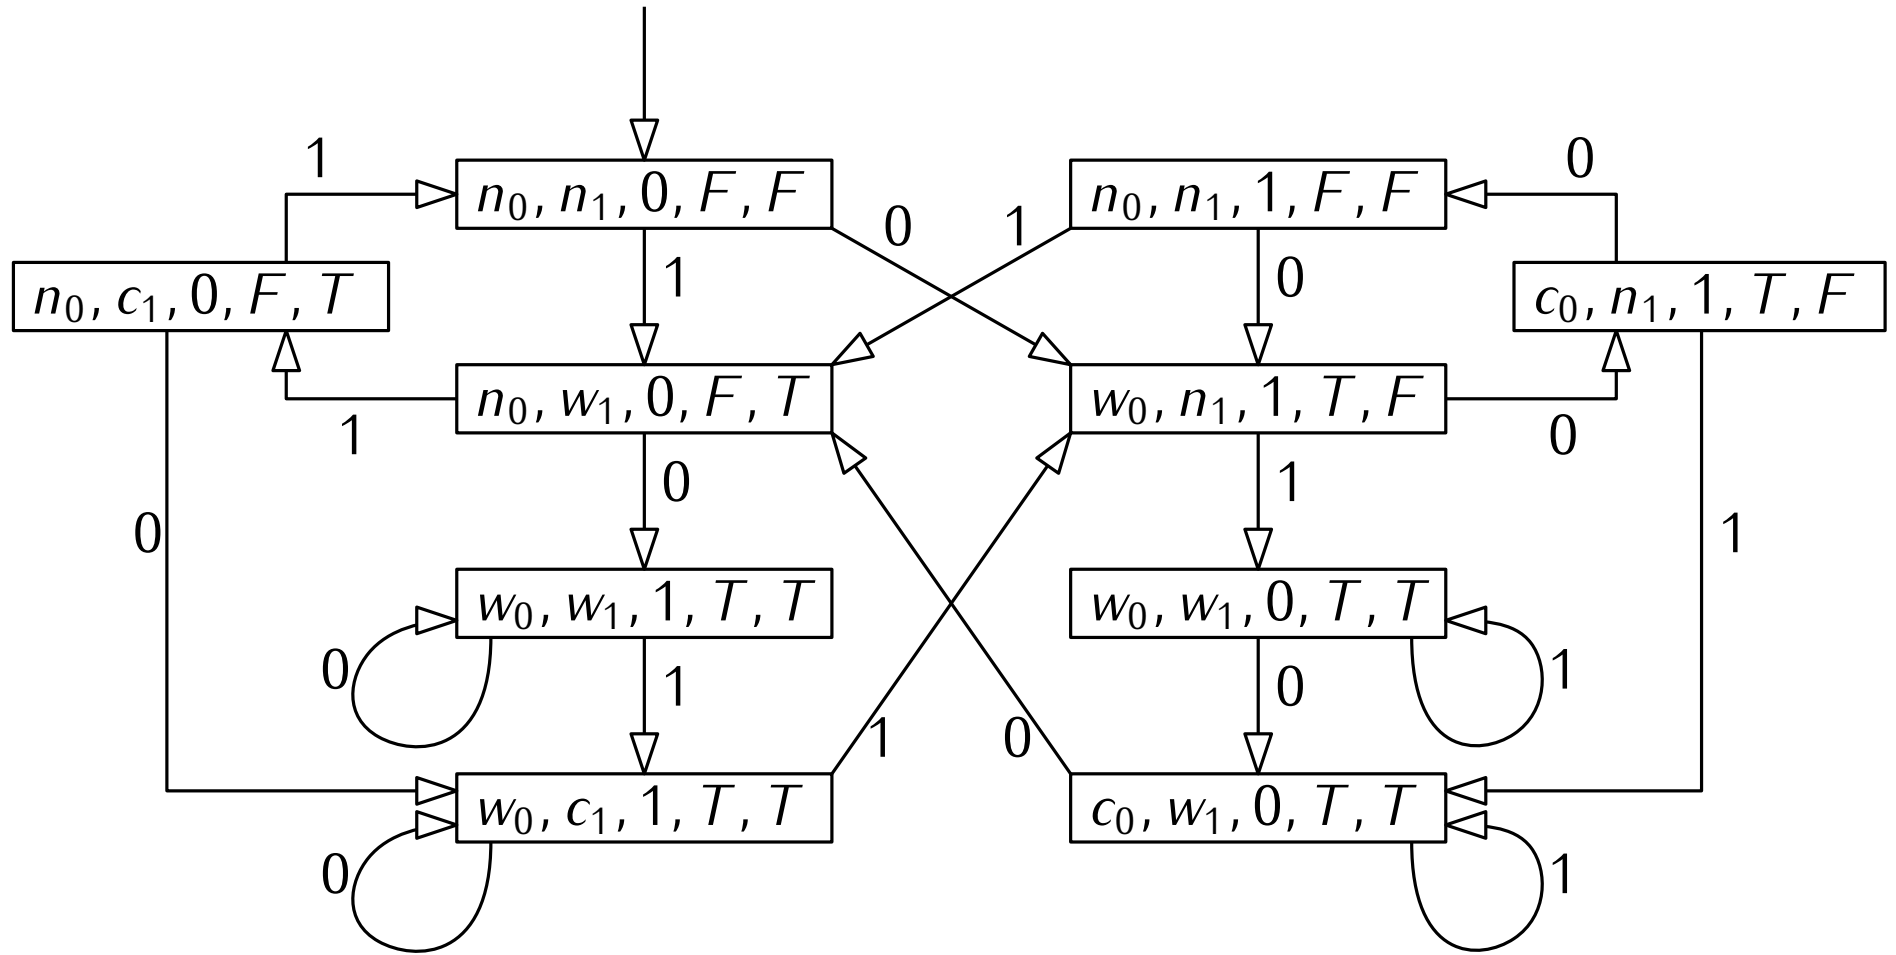 1
n₀, n₁, 0, F, F
0
1
n₀, n₁, 1, F, F
0
n₀, c₁, 0, F, T
1
0
c₀, n₁, 1, T, F
1
n₀, w₁, 0, F, T
w₀, n₁, 1, T, F
0
0
1
0
1
w₀, w₁, 1, T, T
w₀, w₁, 0, T, T
0
1
0
1
1
0
w₀, c₁, 1, T, T
c₀, w₁, 0, T, T
0
1